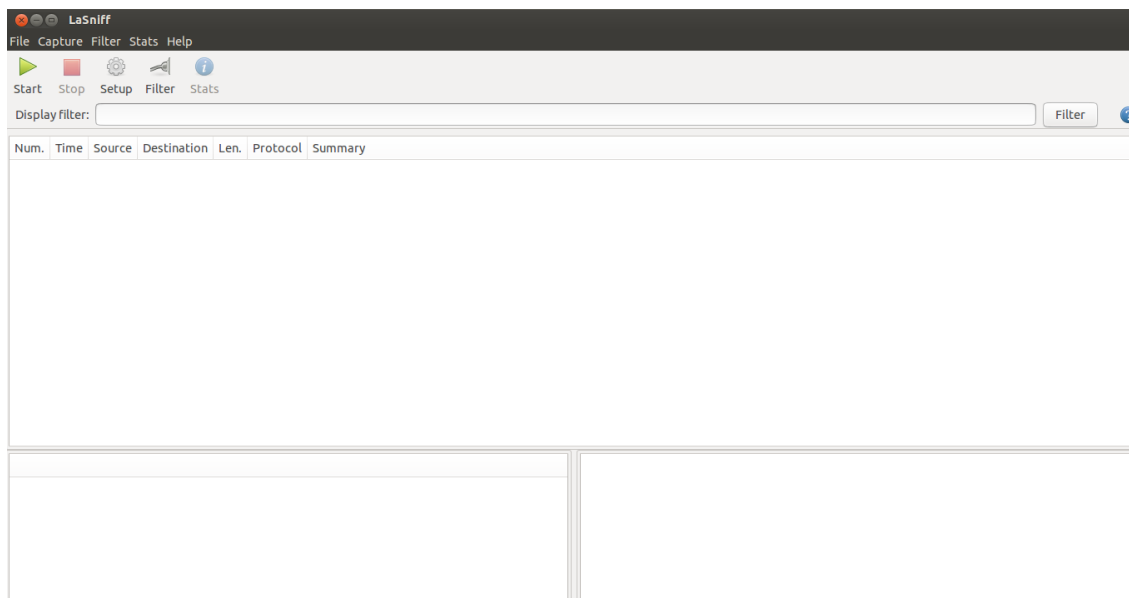 LaSniff
File Capture Filter Stats Help
Start Stop Setup Filter Stats
Display filter: Filter
Num. Time Source Destination Len. Protocol Summary